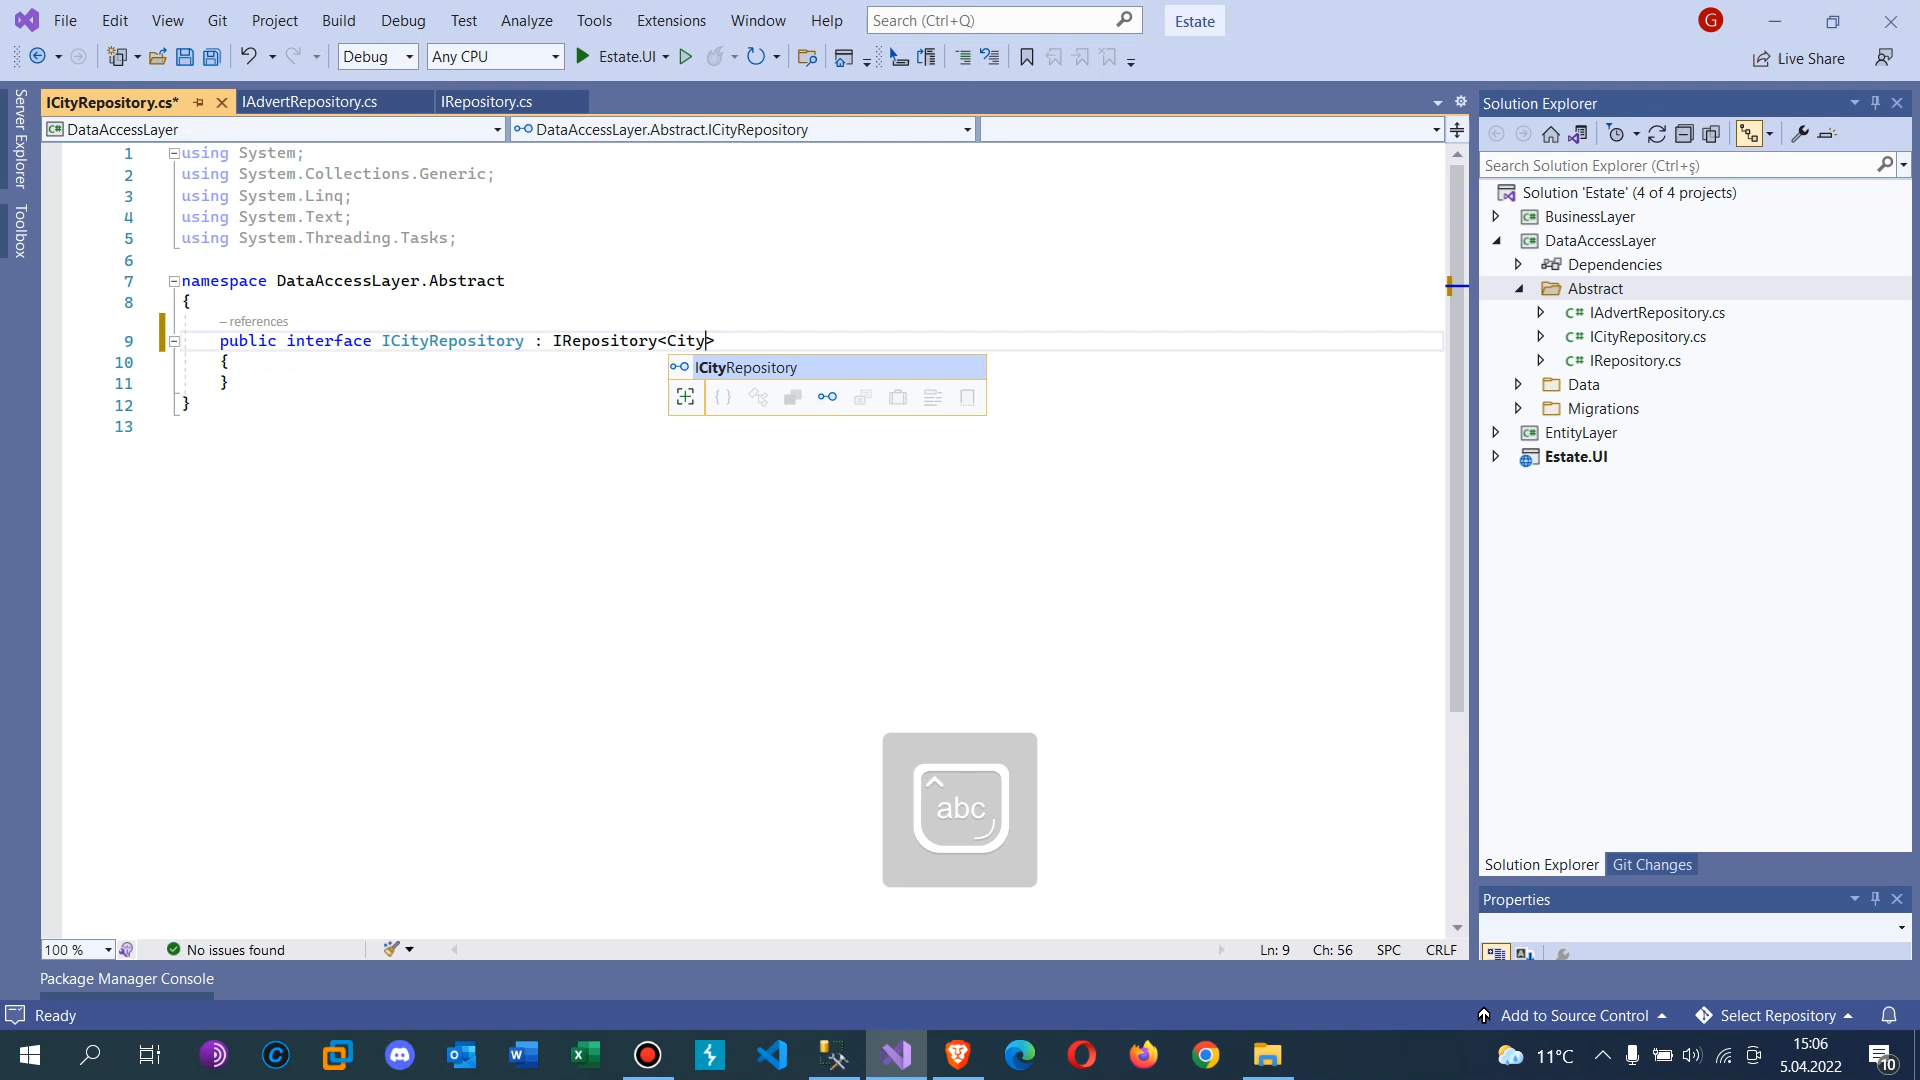 File Edit View Git Project Build Debug Test Analyze Tools Extensions Window Help Search (Ctrl+Q) Estate G
Debug Any CPU Estate.UI Live Share
Server Explorer
Toolbox
ICityRepository.cs* IAdvertRepository.cs IRepository.cs
C# DataAccessLayer DataAccessLayer.Abstract.ICityRepository
1 using System;
2 using System.Collections.Generic;
3 using System.Linq;
4 using System.Text;
5 using System.Threading.Tasks;
6
7 namespace DataAccessLayer.Abstract
8 {
– references
9 public interface ICityRepository : IRepository<City>
10 {
11 }
12 }
13
ICityRepository
abc
100 % No issues found Ln: 9 Ch: 56 SPC CRLF
Package Manager Console
Solution Explorer
Search Solution Explorer (Ctrl+ş)
Solution 'Estate' (4 of 4 projects)
C# BusinessLayer
C# DataAccessLayer
Dependencies
Abstract
C# IAdvertRepository.cs
C# ICityRepository.cs
C# IRepository.cs
Data
Migrations
C# EntityLayer
Estate.UI
Solution Explorer Git Changes
Properties
Ready Add to Source Control Select Repository
11°C 15:06
5.04.2022 10